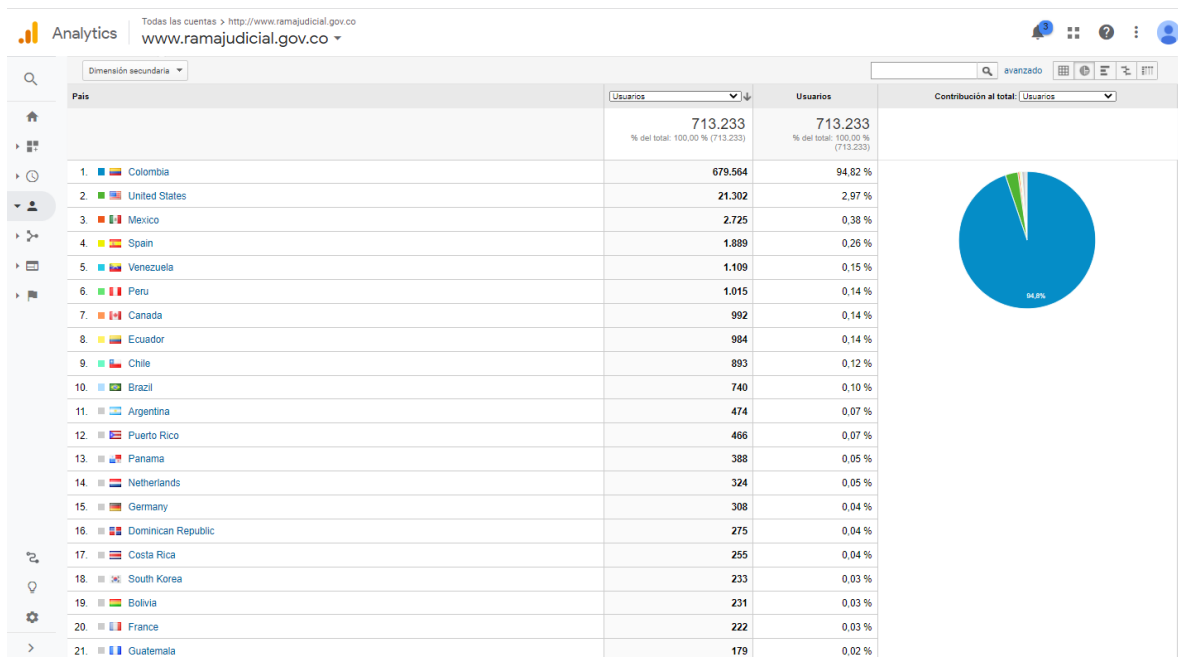 Todas las cuentas > http://www.ramajudicial.gov.co
Analytics www.ramajudicial.gov.co
3
Dimensión secundaria
avanzado
País Usuarios Usuarios Contribución al total: Usuarios
713.233 713.233
% del total: 100,00 % (713.233) % del total: 100,00 %
(713.233)
1. Colombia 679.564 94,82 %
2. United States 21.302 2,97 %
3. Mexico 2.725 0,38 %
4. Spain 1.889 0,26 %
5. Venezuela 1.109 0,15 %
6. Peru 1.015 0,14 %
7. Canada 992 0,14 %
8. Ecuador 984 0,14 %
9. Chile 893 0,12 %
10. Brazil 740 0,10 %
11. Argentina 474 0,07 %
12. Puerto Rico 466 0,07 %
13. Panama 388 0,05 %
14. Netherlands 324 0,05 %
15. Germany 308 0,04 %
16. Dominican Republic 275 0,04 %
17. Costa Rica 255 0,04 %
18. South Korea 233 0,03 %
19. Bolivia 231 0,03 %
20. France 222 0,03 %
21. Guatemala 179 0,02 %
94,8%